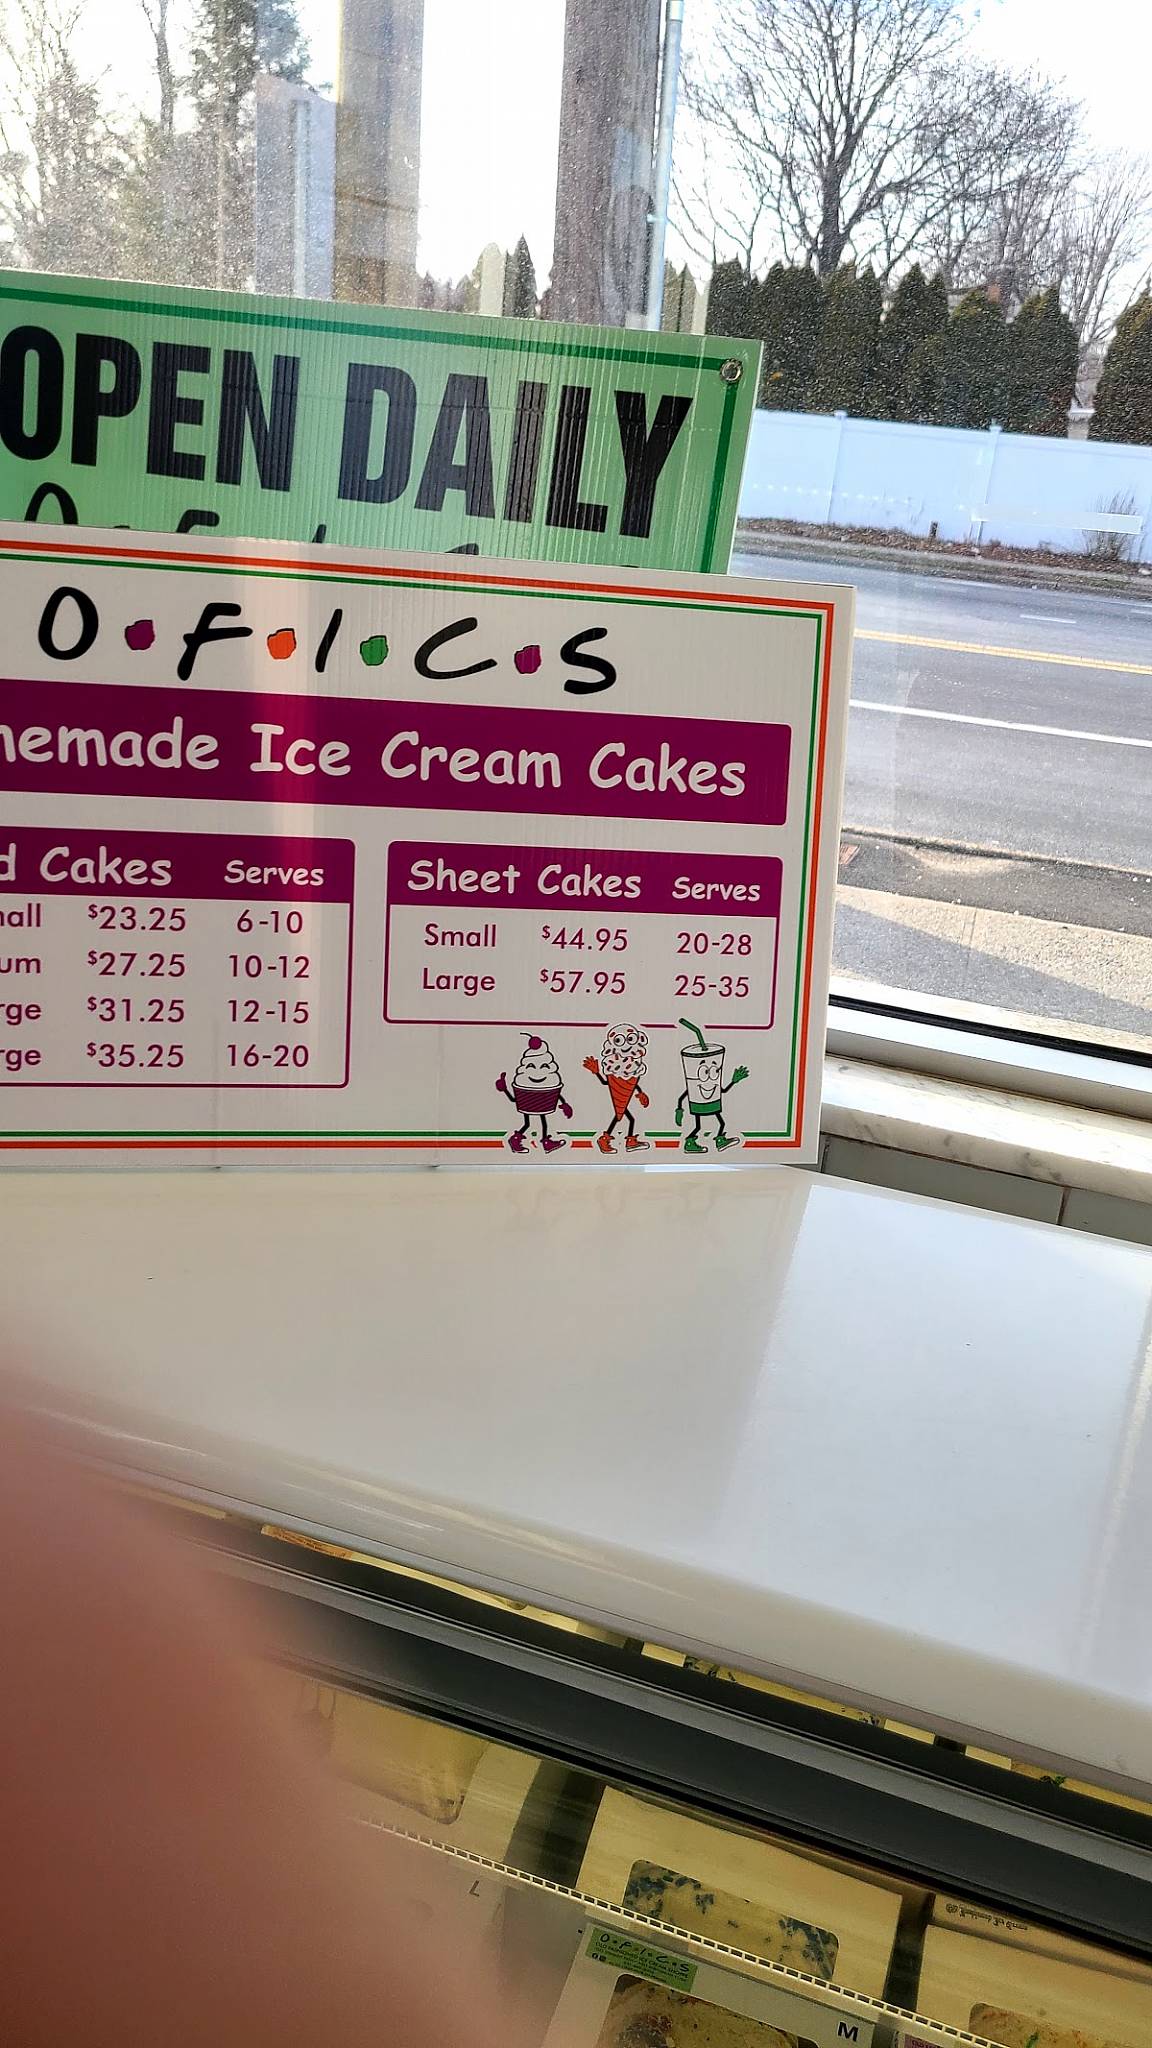 OPEN DAILY
O·F·I·C·S
nemade Ice Cream Cakes
d Cakes Serves
nall $23.25 6-10
um $27.25 10-12
rge $31.25 12-15
rge $35.25 16-20
Sheet Cakes Serves
Small $44.95 20-28
Large $57.95 25-35
L
O·F·I·C·S
M